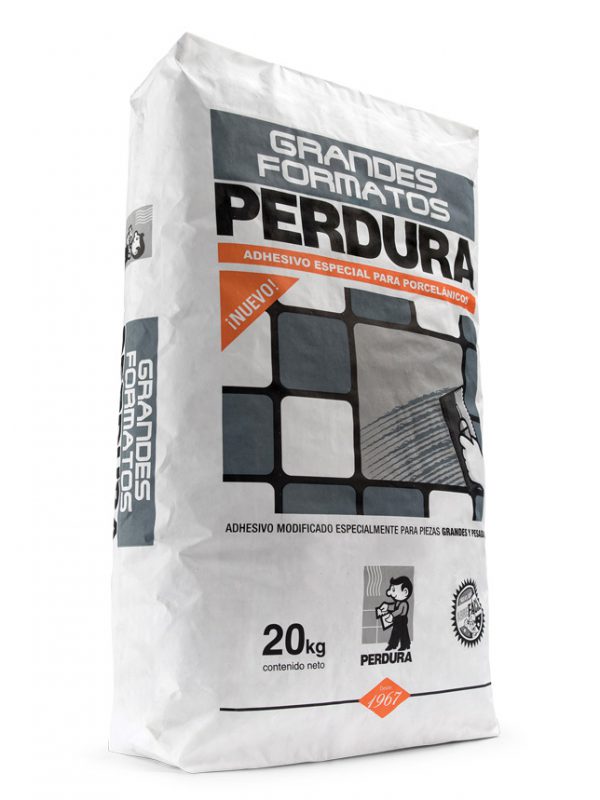 GRANDES
FORMATOS
PERDURA
ADHESIVO ESPECIAL PARA PORCELÁNICOS
¡NUEVO!
GRANDES
FORMATOS
ADHESIVO MODIFICADO ESPECIALMENTE PARA PIEZAS GRANDES Y
20kg
contenido neto
PERDURA
Desde
1967